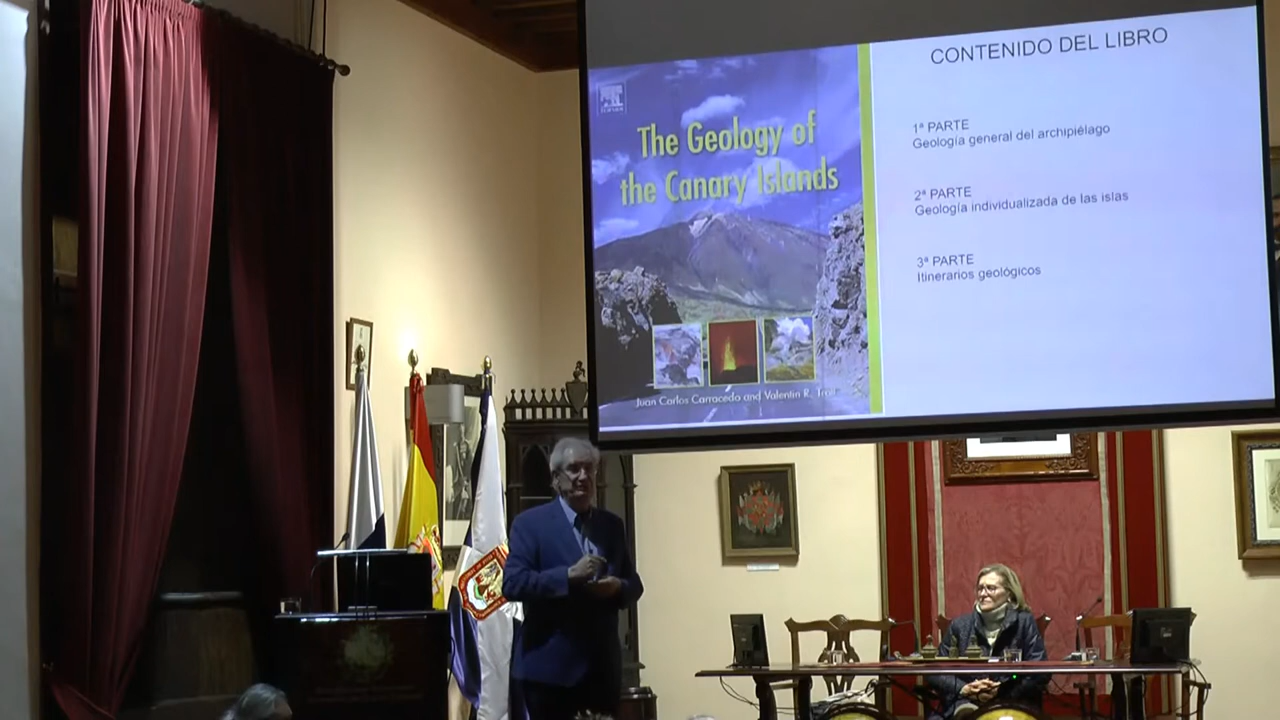 The Geology of
the Canary Islands
Juan Carlos Carracedo and Valentin R. Troll
CONTENIDO DEL LIBRO
1ª PARTE
Geología general del archipiélago
2ª PARTE
Geología individualizada de las islas
3ª PARTE
Itinerarios geológicos